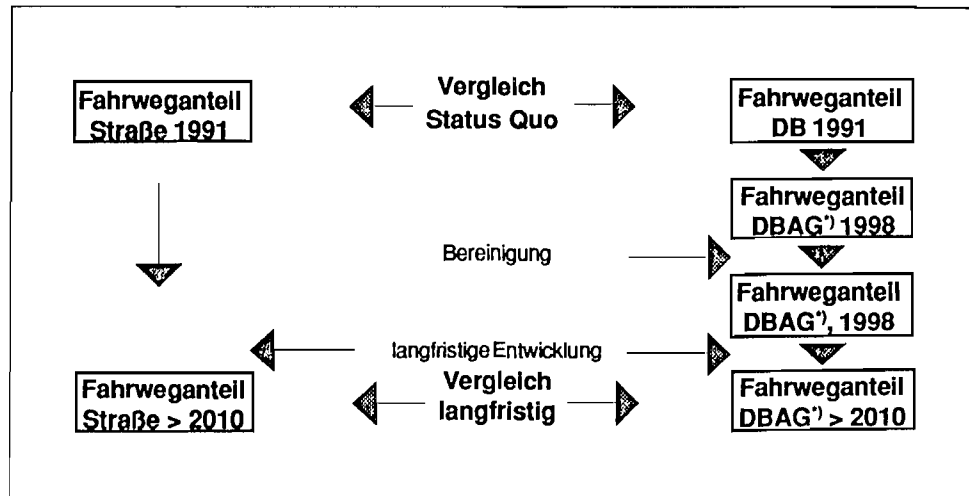 Fahrweganteil
Straße 1991
Vergleich
Status Quo
Fahrweganteil
DB 1991
Fahrweganteil
DBAG*) 1998
Bereinigung
Fahrweganteil
DBAG*), 1998
langfristige Entwicklung
Fahrweganteil
Straße > 2010
Vergleich
langfristig
Fahrweganteil
DBAG*) > 2010